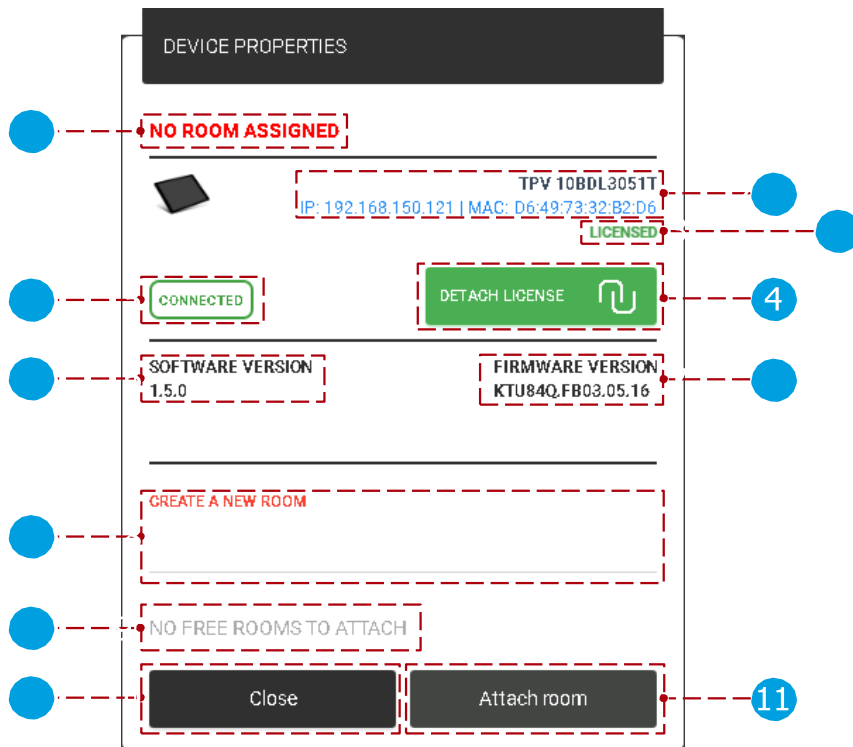 DEVICE PROPERTIES
NO ROOM ASSIGNED
TPV 10BDL3051T
IP: 192.168.150.121 | MAC: D6:49:73:32:B2:D6
LICENSED
CONNECTED
DETACH LICENSE
4
SOFTWARE VERSION
1.5.0
FIRMWARE VERSION
KTU84Q.FB03.05.16
CREATE A NEW ROOM
NO FREE ROOMS TO ATTACH
Close
Attach room
11